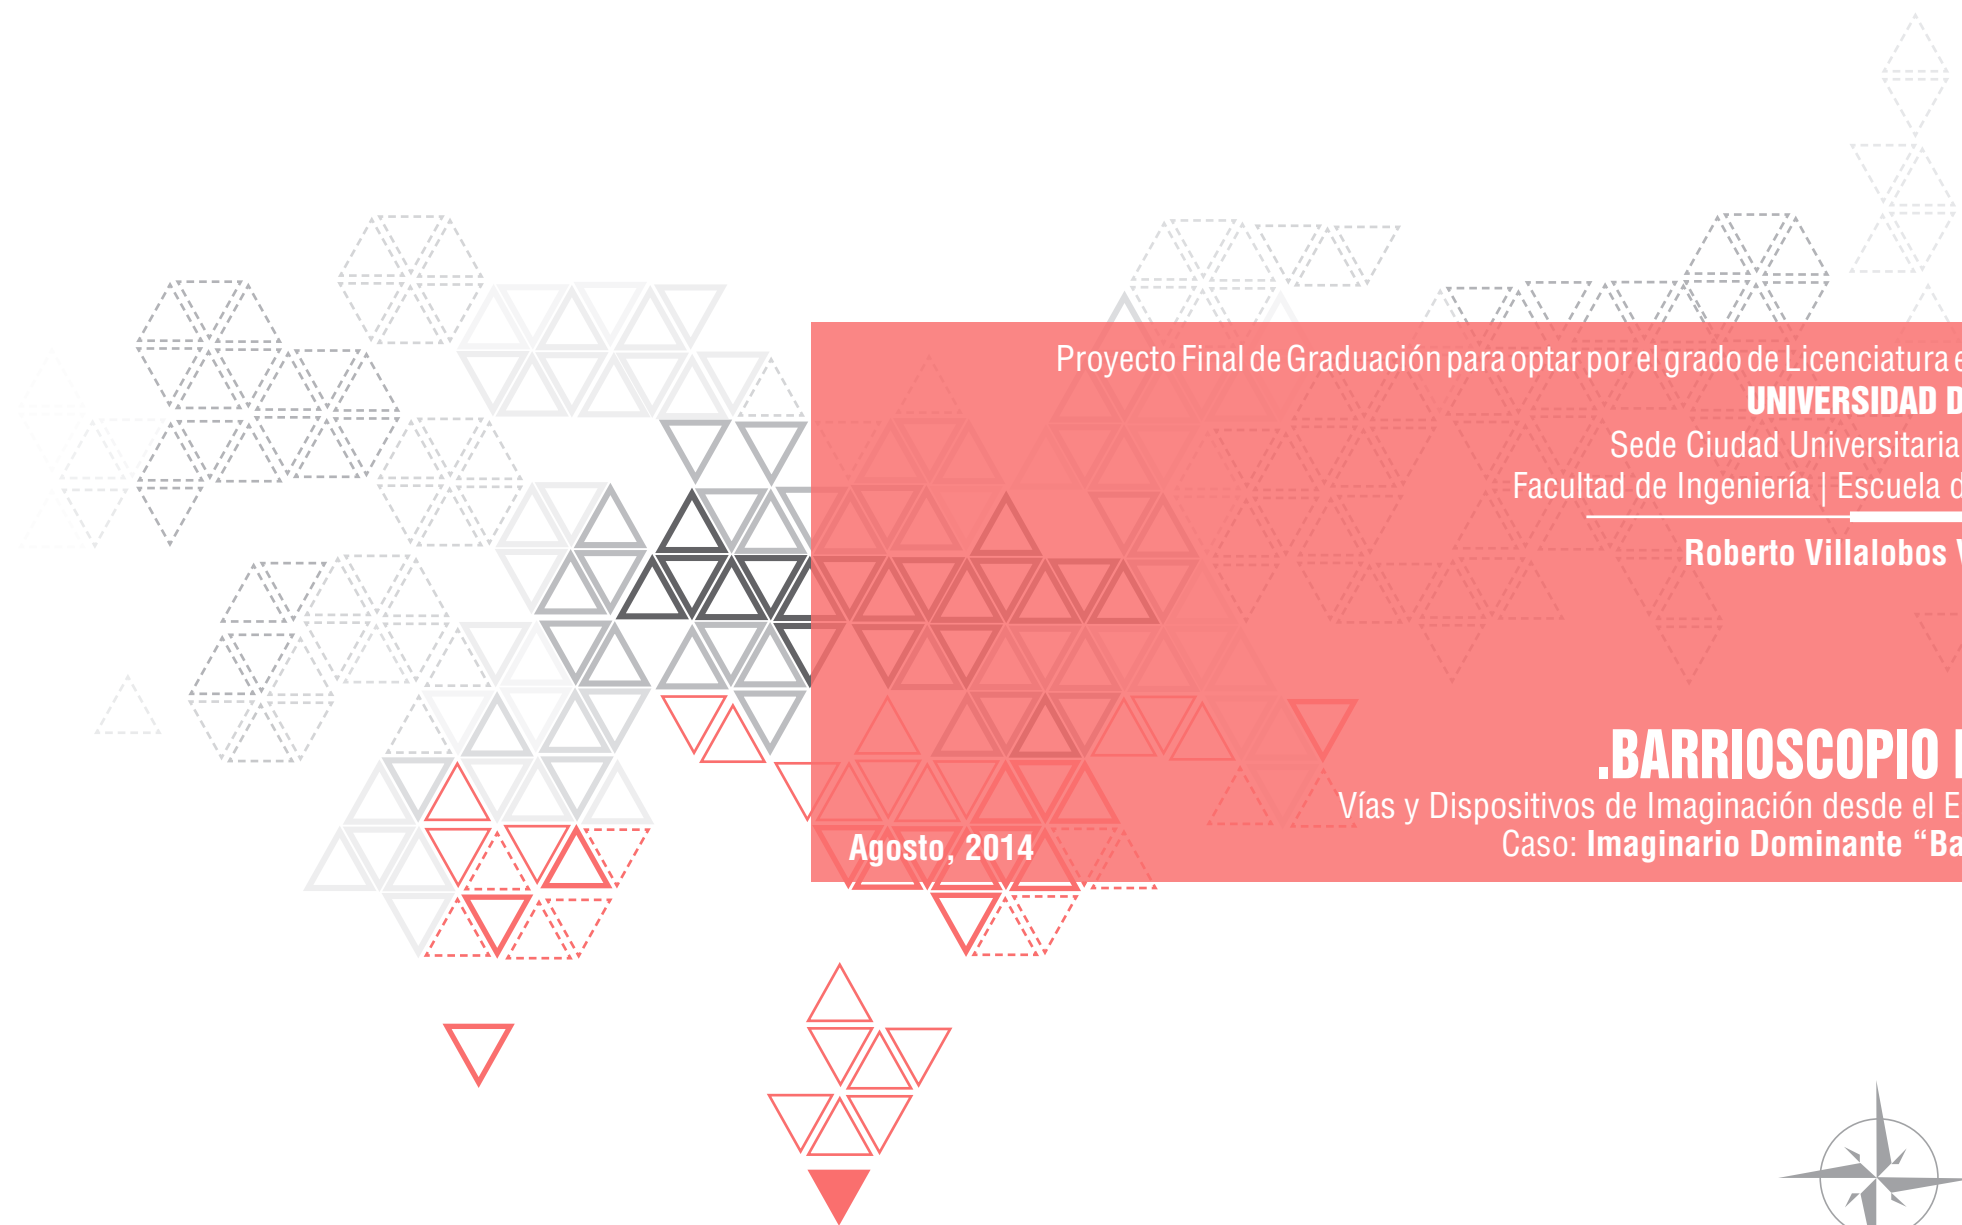 Proyecto Final de Graduación para optar por el grado de Licenciatura e
UNIVERSIDAD D
Sede Ciudad Universitaria
Facultad de Ingeniería | Escuela d
Roberto Villalobos V
.BARRIOSCOPIO
Vías y Dispositivos de Imaginación desde el E
Caso: Imaginario Dominante “Ba
Agosto, 2014